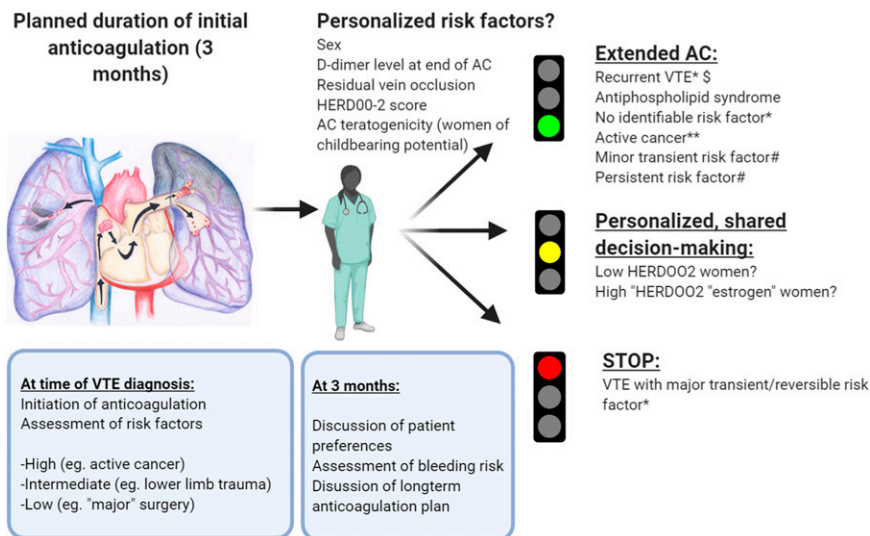 Planned duration of initial
anticoagulation (3
months)
Personalized risk factors?
Sex
D-dimer level at end of AC
Residual vein occlusion
HERD00-2 score
AC teratogenicity (women of
childbearing potential)
Extended AC:
Recurrent VTE* $
Antiphospholipid syndrome
No identifiable risk factor*
Active cancer**
Minor transient risk factor#
Persistent risk factor#
Personalized, shared
decision-making:
Low HERDOO2 women?
High "HERDOO2 "estrogen" women?
STOP:
VTE with major transient/reversible risk
factor*
At time of VTE diagnosis:
Initiation of anticoagulation
Assessment of risk factors
-High (eg. active cancer)
-Intermediate (eg. lower limb trauma)
-Low (eg. "major" surgery)
At 3 months:
Discussion of patient
preferences
Assessment of bleeding risk
Disussion of longterm
anticoagulation plan